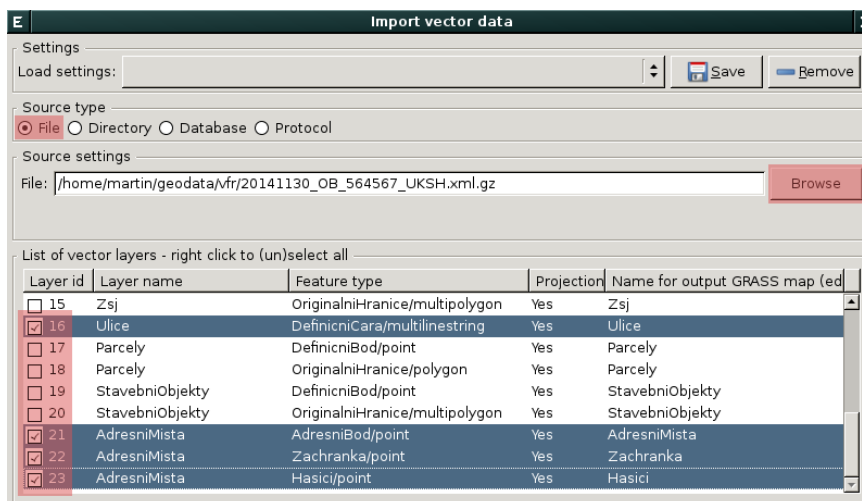 Import vector data
Settings
Load settings: Save Remove
Source type
File Directory Database Protocol
Source settings
File: /home/martin/geodata/vfr/20141130_OB_564567_UKSH.xml.gz Browse
List of vector layers - right click to (un)select all
Layer id Layer name Feature type Projection Name for output GRASS map (ed
15 Zsj OriginalniHranice/multipolygon Yes Zsj
16 Ulice DefinicniCara/multilinestring Yes Ulice
17 Parcely DefinicniBod/point Yes Parcely
18 Parcely OriginalniHranice/polygon Yes Parcely
19 StavebniObjekty DefinicniBod/point Yes StavebniObjekty
20 StavebniObjekty OriginalniHranice/multipolygon Yes StavebniObjekty
21 AdresniMista AdresniBod/point Yes AdresniMista
22 AdresniMista Zachranka/point Yes Zachranka
23 AdresniMista Hasici/point Yes Hasici